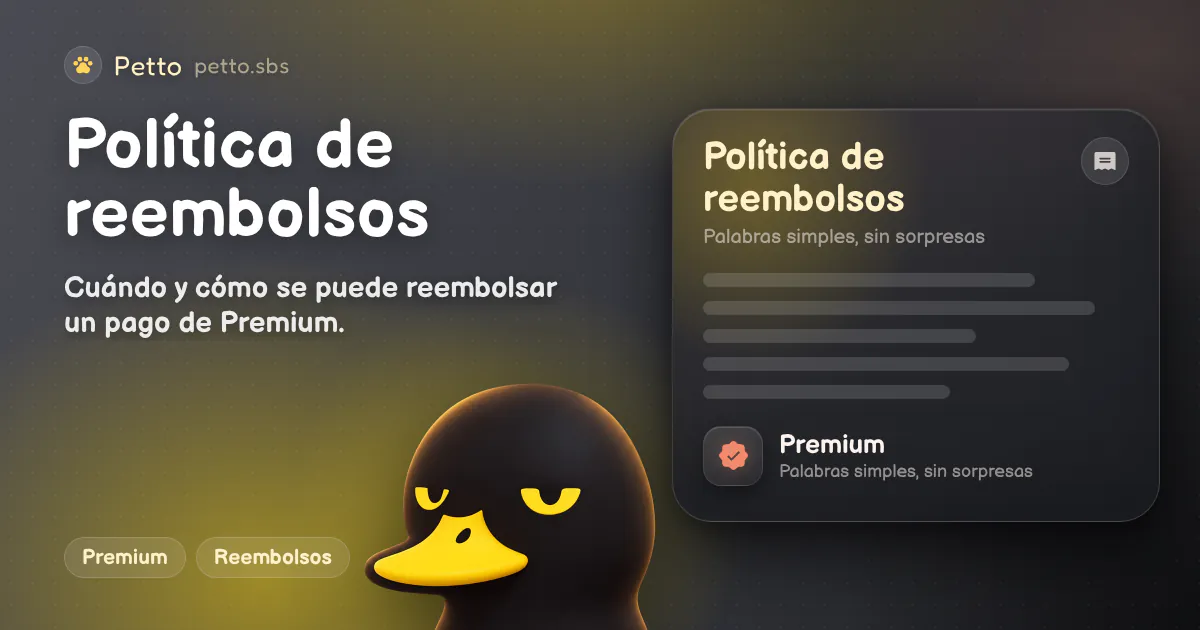 Petto petto.sbs
Política de
reembolsos
Cuándo y cómo se puede reembolsar
un pago de Premium.
Premium Reembolsos
Política de
reembolsos
Palabras simples, sin sorpresas
Premium
Palabras simples, sin sorpresas